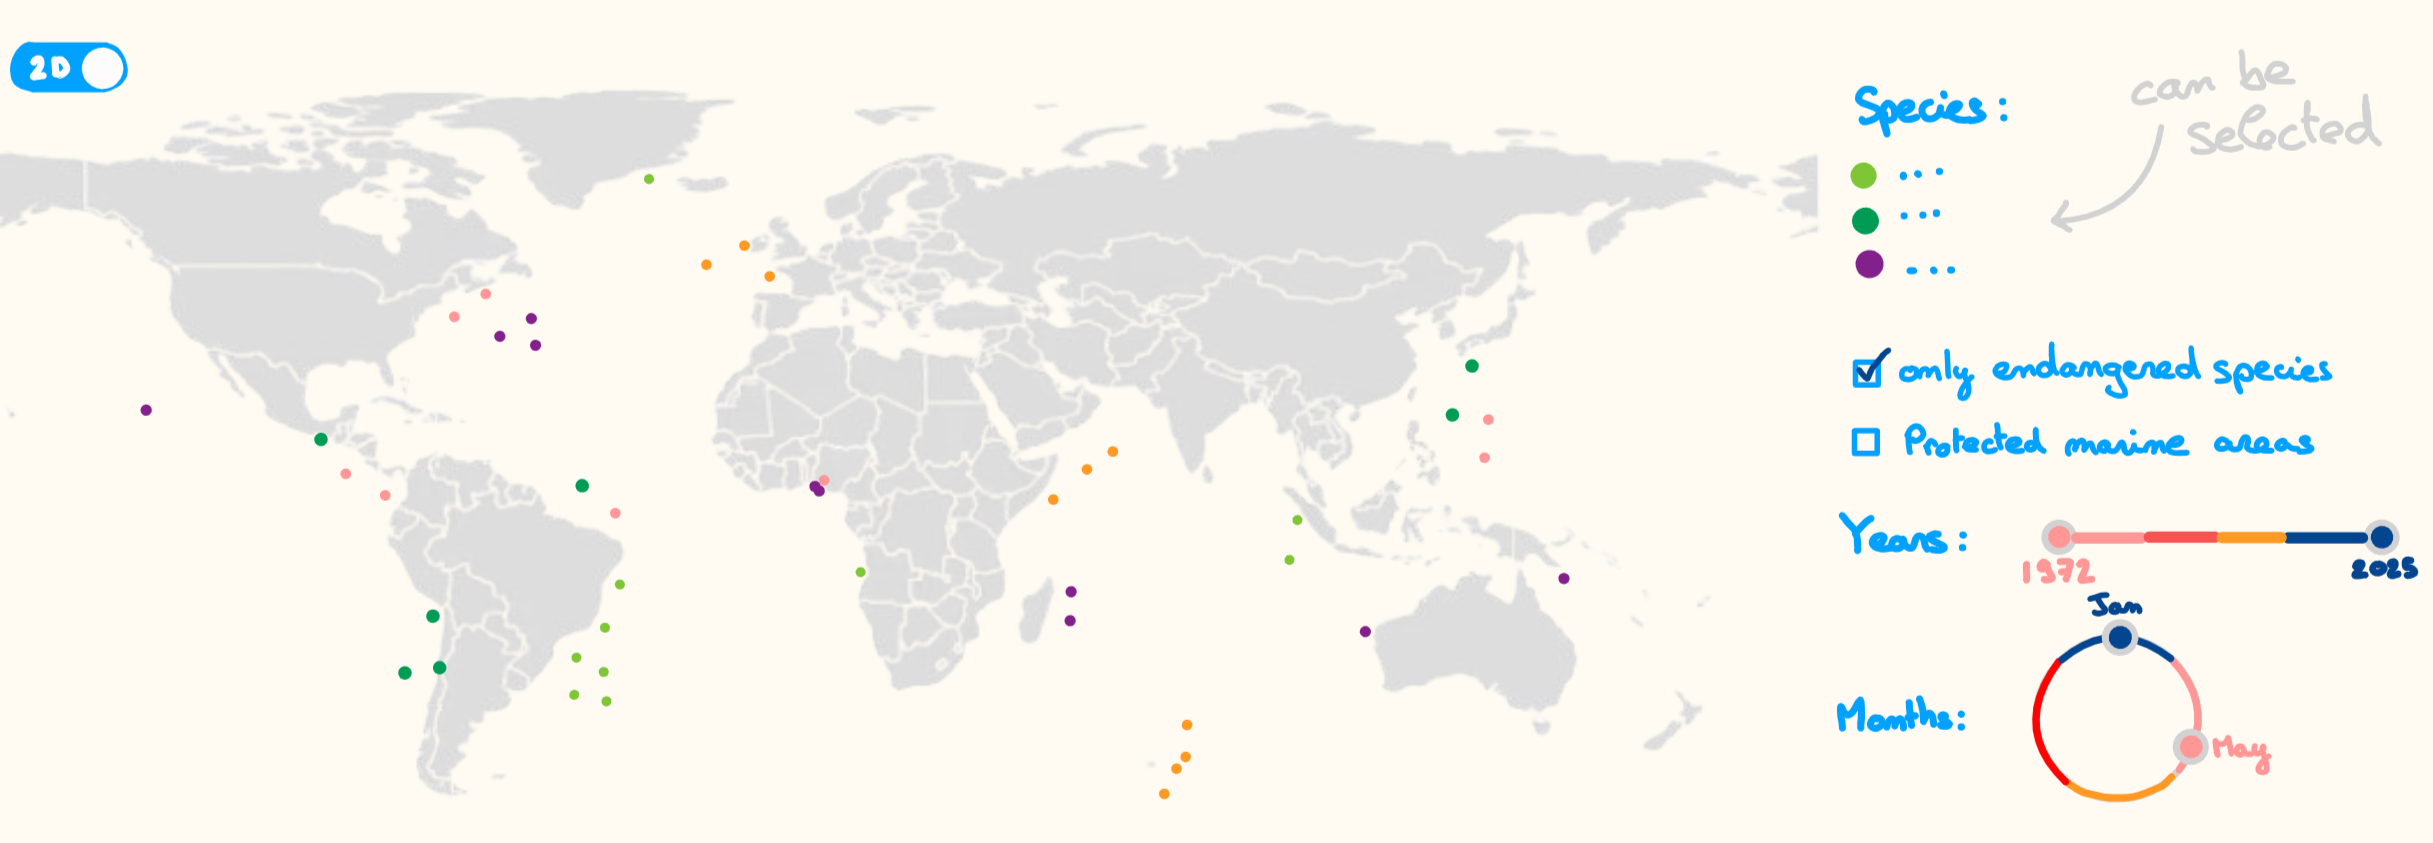 2D
can be
selected
Species:
...
...
...
only endangered species
Protected marine areas
Years:
1972
2025
Jan
Months:
May